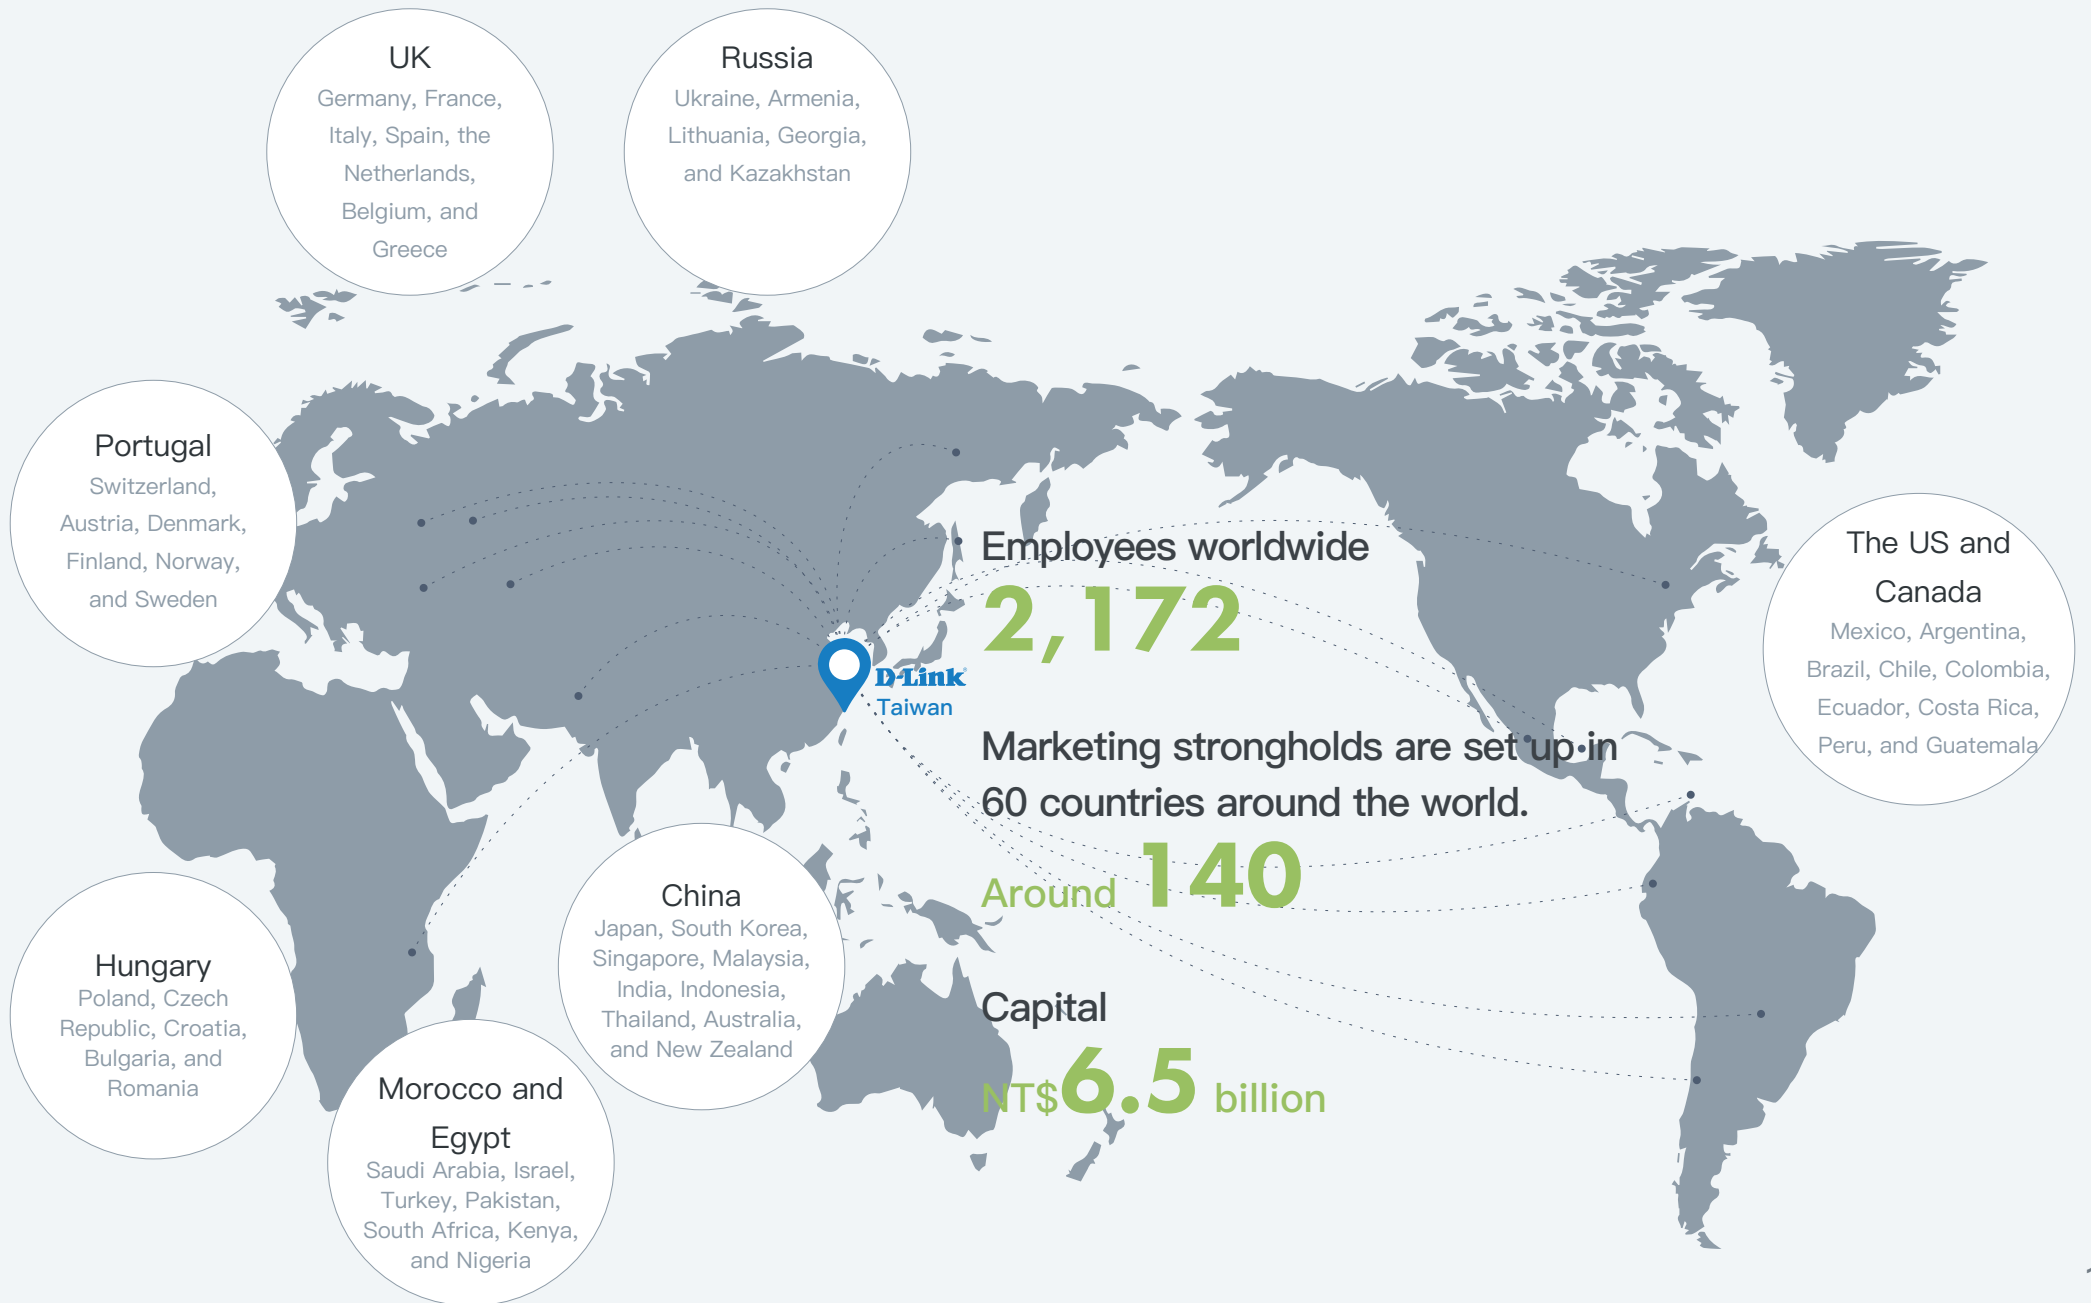 UK
Germany, France,
Italy, Spain, the
Netherlands,
Belgium, and
Greece
Russia
Ukraine, Armenia,
Lithuania, Georgia,
and Kazakhstan
Portugal
Switzerland,
Austria, Denmark,
Finland, Norway,
and Sweden
Employees worldwide
2,172
The US and
Canada
Mexico, Argentina,
Brazil, Chile, Colombia,
Ecuador, Costa Rica,
Peru, and Guatemala
D-Link®
Taiwan
Marketing strongholds are set up in
60 countries around the world.
Around 140
Hungary
Poland, Czech
Republic, Croatia,
Bulgaria, and
Romania
China
Japan, South Korea,
Singapore, Malaysia,
India, Indonesia,
Thailand, Australia,
and New Zealand
Capital
NT$6.5 billion
Morocco and
Egypt
Saudi Arabia, Israel,
Turkey, Pakistan,
South Africa, Kenya,
and Nigeria